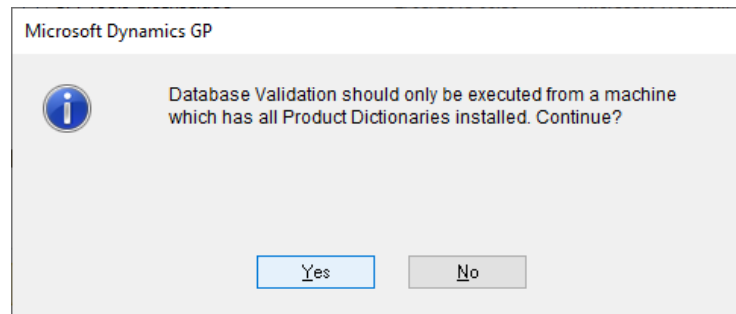 Microsoft Dynamics GP
Database Validation should only be executed from a machine
which has all Product Dictionaries installed. Continue?
Yes
No